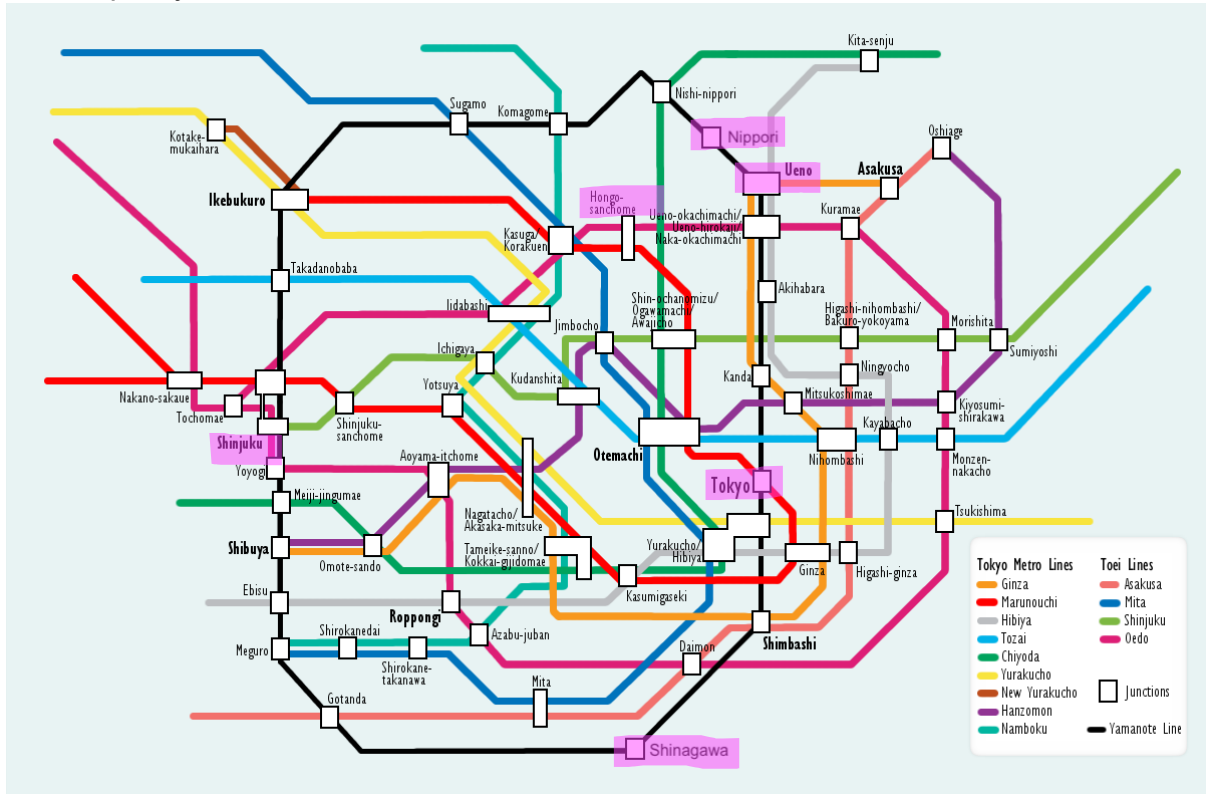 Kita-senju
Sugamo
Komagome
Nishi-nippori
Kotake-
mukaihara
Nippori
Oshiage
Ueno
Asakusa
Ikebukuro
Hongo-
sanchome
Kasuga/
Korakuen
Ueno-okachimachi/
Ueno-hirokaji/
Naka-okachimachi
Kuramae
Takadanobaba
Iidabashi
Akihabara
Shin-ochanomizu/
Ogawamachi/
Awajicho
Higashi-nihombashi/
Bakuro-yokoyama
Jimbocho
Morishita
Sumiyoshi
Ichigaya
Kudanshita
Yotsuya
Kanda
Ningyocho
Nakano-sakaue
Tochomae
Shinjuku-
sanchome
Mitsukoshimae
Kiyosumi-
shirakawa
Kayabacho
Shinjuku
Otemachi
Nihombashi
Monzen-
nakacho
Yoyogi
Aoyama-itchome
Tokyo
Meiji-jingumae
Nagatacho/
Akasaka-mitsuke
Tsukishima
Shibuya
Omote-sando
Tameike-sanno/
Kokkai-gijidomae
Yurakucho/
Hibiya
Ginza
Higashi-ginza
Kasumigaseki
Ebisu
Roppongi
Azabu-juban
Shimbashi
Meguro
Shirokanedai
Shirokane-
takanawa
Daimon
Mita
Gotanda
Shinagawa
Tokyo Metro Lines
Ginza
Marunouchi
Hibiya
Tozai
Chiyoda
Yurakucho
New Yurakucho
Hanzomon
Namboku
Toei Lines
Asakusa
Mita
Shinjuku
Oedo
Junctions
Yamanote Line